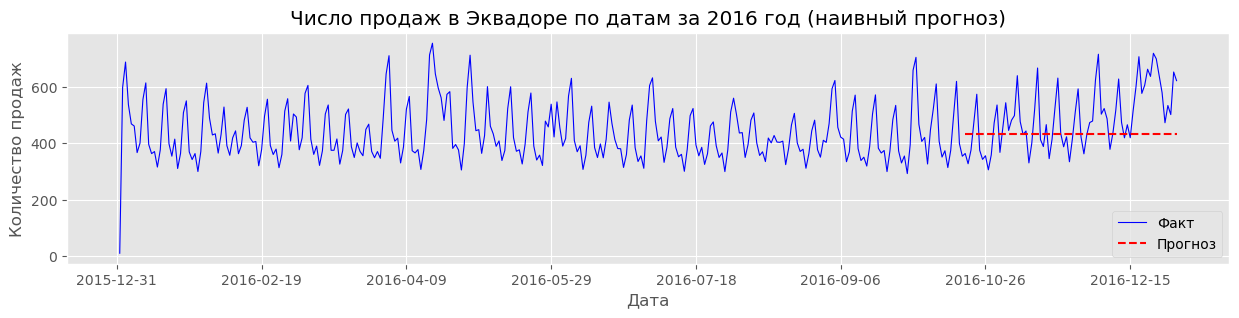 Число продаж в Эквадоре по датам за 2016 год (наивный прогноз)
Количество продаж
600
400
200
0
Факт
Прогноз
2015-12-31 2016-02-19 2016-04-09 2016-05-29 2016-07-18 2016-09-06 2016-10-26 2016-12-15
Дата